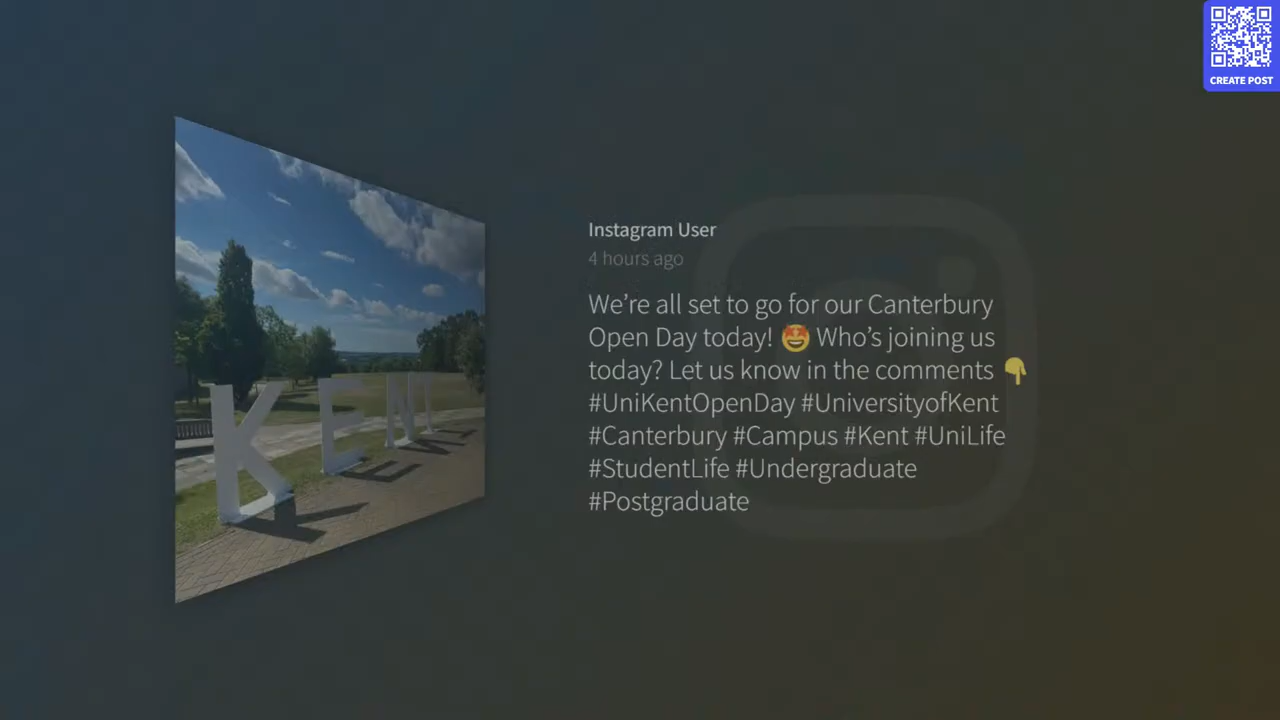 CREATE POST
KENT
Instagram User
4 hours ago
We’re all set to go for our Canterbury
Open Day today! 🤩 Who’s joining us
today? Let us know in the comments 👇
#UniKentOpenDay #UniversityofKent
#Canterbury #Campus #Kent #UniLife
#StudentLife #Undergraduate
#Postgraduate